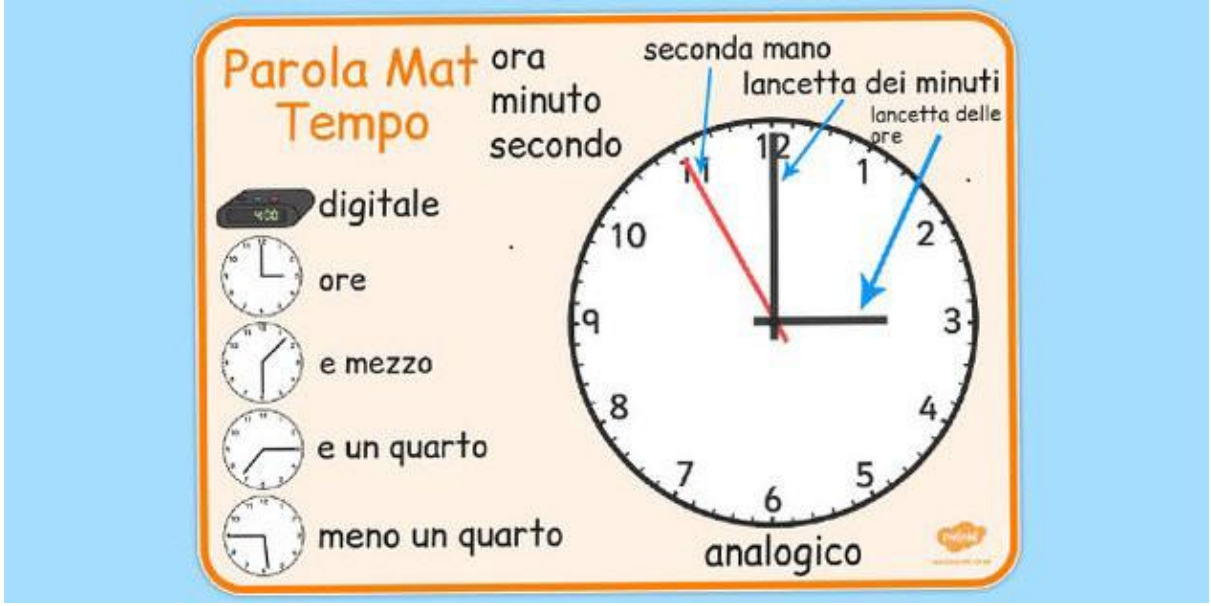 Parola Mat
Tempo
ora
minuto
secondo
seconda mano
lancetta dei minuti
lancetta delle
ore
digitale
4:00
ore
e mezzo
e un quarto
meno un quarto
12
1
2
3
4
5
6
7
8
9
10
11
analogico